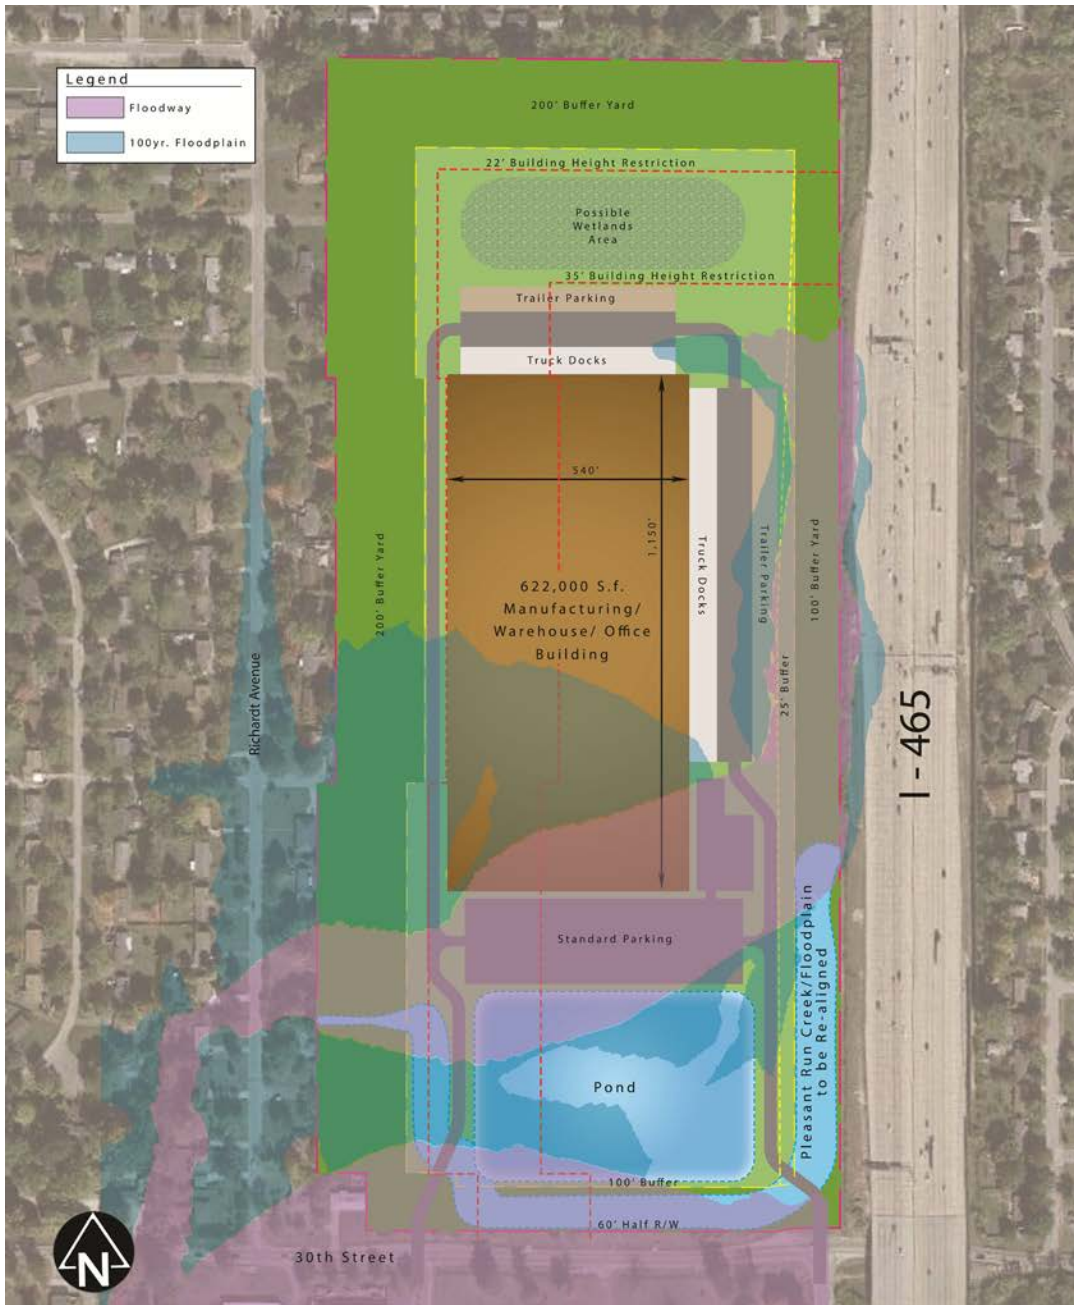 Legend
Floodway
100yr. Floodplain
200' Buffer Yard
22' Building Height Restriction
Possible
Wetlands
Area
35' Building Height Restriction
Trailer Parking
Truck Docks
540'
1,150'
200' Buffer Yard
622,000 S.f.
Manufacturing/
Warehouse/ Office
Building
Truck Docks
Trailer Parking
100' Buffer Yard
25' Buffer
Richardt Avenue
I - 465
Standard Parking
Pleasant Run Creek/Floodplain
to be Re-aligned
Pond
100' Buffer
60' Half R/W
30th Street
N